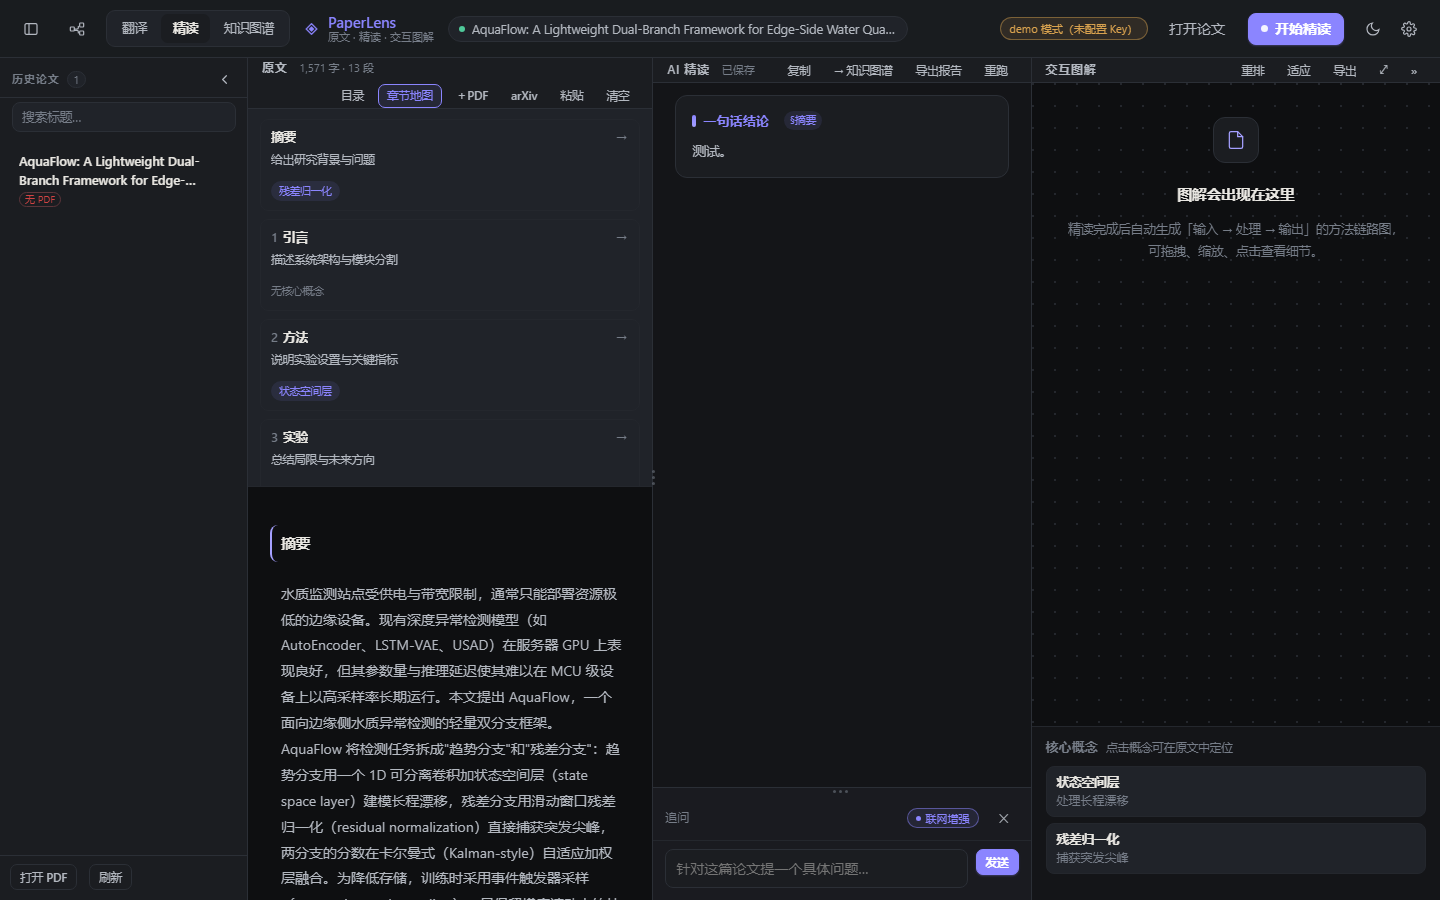 翻译
精读
知识图谱
PaperLens
原文 · 精读 · 交互图解
AquaFlow: A Lightweight Dual-Branch Framework for Edge-Side Water Qua...
demo 模式（未配置 Key）
打开论文
开始精读
历史论文 1
搜索标题...
AquaFlow: A Lightweight Dual-
Branch Framework for Edge-...
无 PDF
打开 PDF
刷新
原文 1,571 字 · 13 段
目录
章节地图
+ PDF
arXiv
粘贴
清空
摘要 →
给出研究背景与问题
残差归一化
1 引言 →
描述系统架构与模块分割
无核心概念
2 方法 →
说明实验设置与关键指标
状态空间层
3 实验 →
总结局限与未来方向
摘要
水质监测站点受供电与带宽限制，通常只能部署资源极
低的边缘设备。现有深度异常检测模型（如
AutoEncoder、LSTM-VAE、USAD）在服务器 GPU 上表
现良好，但其参数量与推理延迟使其难以在 MCU 级设
备上以高采样率长期运行。本文提出 AquaFlow，一个
面向边缘侧水质异常检测的轻量双分支框架。
AquaFlow 将检测任务拆成"趋势分支"和"残差分支"：趋
势分支用一个 1D 可分离卷积加状态空间层（state
space layer）建模长程漂移，残差分支用滑动窗口残差
归一化（residual normalization）直接捕获突发尖峰，
两分支的分数在卡尔曼式（Kalman-style）自适应加权
层融合。为降低存储，训练时采用事件触发器采样
AI 精读 已保存
复制
→ 知识图谱
导出报告
重跑
一句话结论 §摘要
测试。
追问
联网增强
×
针对这篇论文提一个具体问题...
发送
交互图解
重排
适应
导出
⤢
»
图解会出现在这里
精读完成后自动生成「输入 → 处理 → 输出」的方法链路图，
可拖拽、缩放、点击查看细节。
核心概念 点击概念可在原文中定位
状态空间层
处理长程漂移
残差归一化
捕获突发尖峰